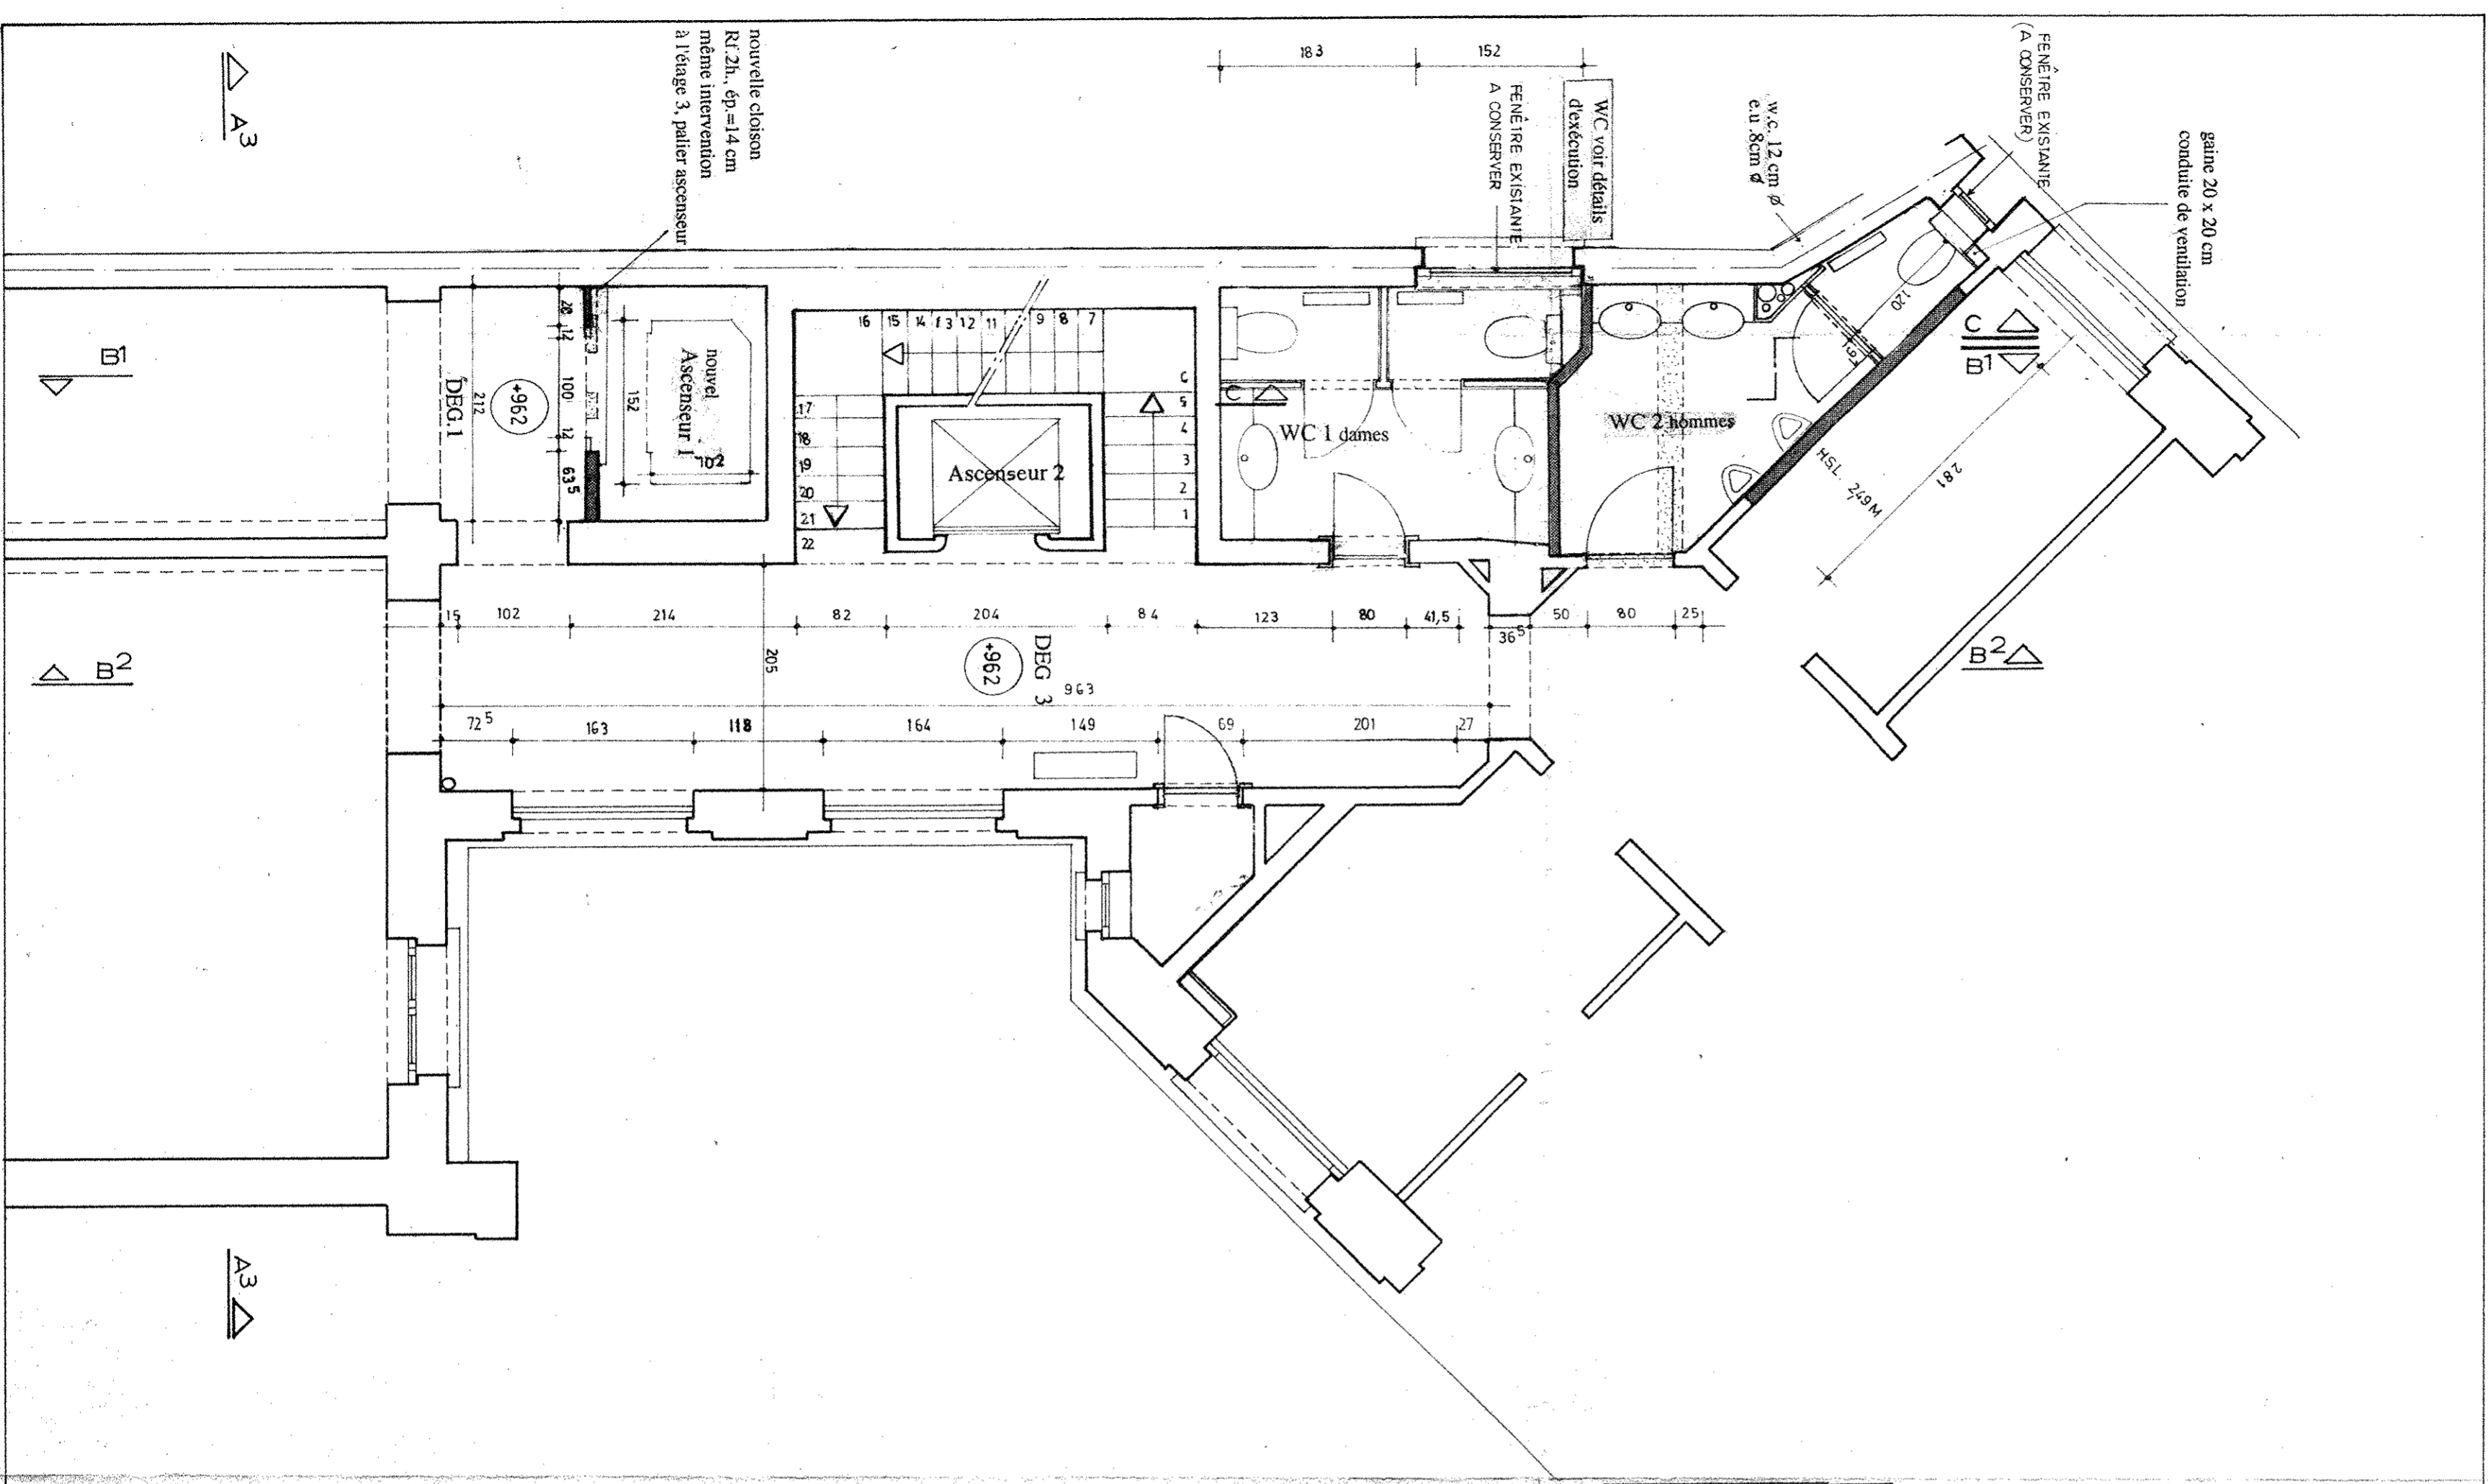 nouvelle cloison
Rf.2h., ép.=14 cm
même intervention
à l'étage 3, palier ascenseur
A3
183
152
FENÊTRE EXISTANTE
A CONSERVER
WC voir détails
d'exécution
w.c. 12 cm ø
e.u .8cm ø
FENÊTRE EXISTANTE
(A CONSERVER)
gaine 20 x 20 cm
conduite de ventilation
B1
DEG.1
212
+962
12
100
12
63 5
152
nouvel
Ascenseur 1
102
16 15 14 13 12 11 9 8 7
6
5
4
3
2
1
17
18
19
20
21
22
Ascenseur 2
C
WC 1 dames
WC 2 hommes
120
HSL 249M
281
C
B1
15 102 214 82 204 84 123 80 41,5 36 5 50 80 25
B2
205
+962
DEG 3
963
B2
72 5 163 118 164 149 69 201 27
A3